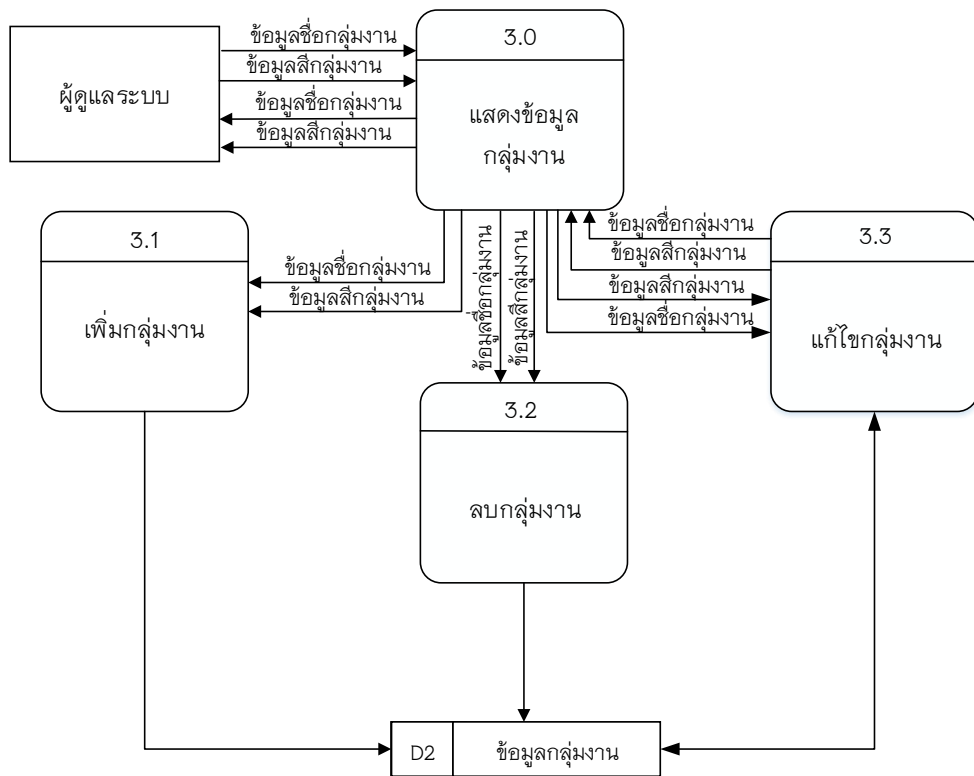 ข้อมูลชื่อกลุ่มงาน
ข้อมูลสีกลุ่มงาน
ข้อมูลชื่อกลุ่มงาน
ข้อมูลสีกลุ่มงาน
ผู้ดูแลระบบ
3.0
แสดงข้อมูล
กลุ่มงาน
3.1
เพิ่มกลุ่มงาน
ข้อมูลชื่อกลุ่มงาน
ข้อมูลสีกลุ่มงาน
ข้อมูลชื่อกลุ่มงาน
ข้อมูลสีกลุ่มงาน
ข้อมูลชื่อกลุ่มงาน
ข้อมูลสีกลุ่มงาน
ข้อมูลสีกลุ่มงาน
ข้อมูลชื่อกลุ่มงาน
3.3
แก้ไขกลุ่มงาน
3.2
ลบกลุ่มงาน
D2
ข้อมูลกลุ่มงาน